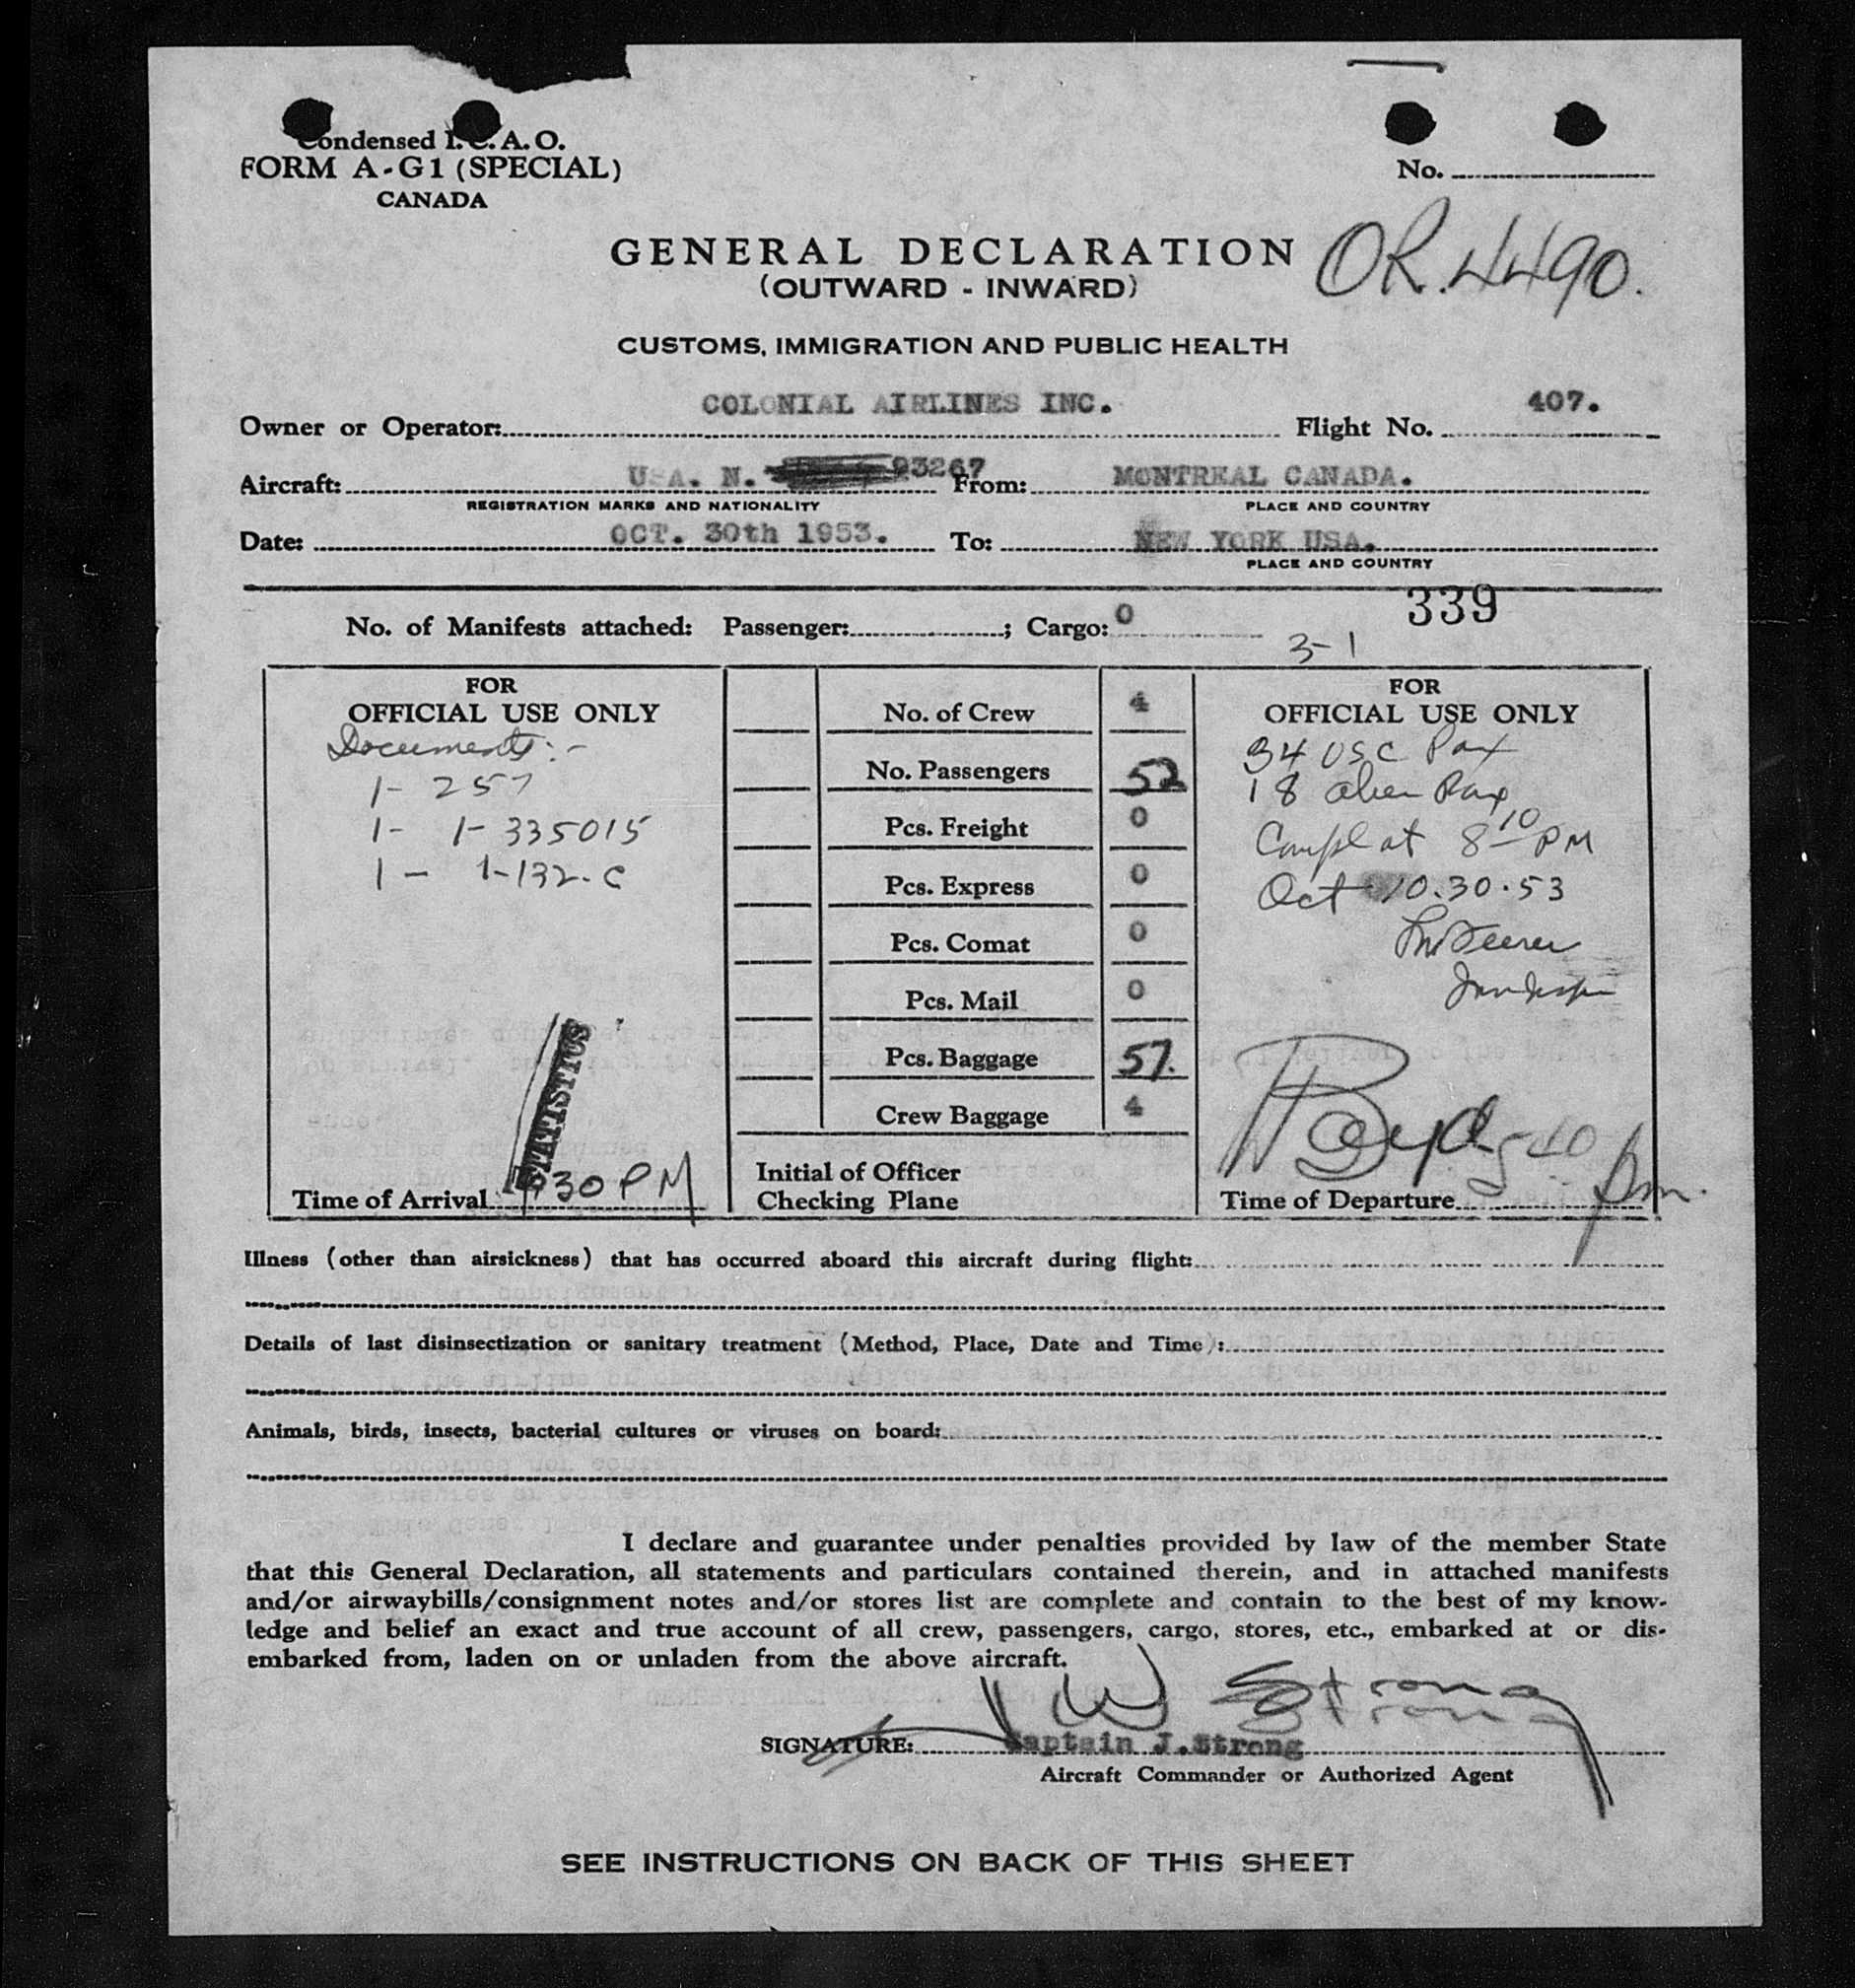 Condensed I.C.A.O.
FORM A-G1 (SPECIAL)
CANADA
No.
GENERAL DECLARATION
OR. 4490.
(OUTWARD - INWARD)
CUSTOMS, IMMIGRATION AND PUBLIC HEALTH
Owner or Operator: COLONIAL AIRLINES INC. Flight No. 407.
Aircraft: USA. N. 93267 From: MONTREAL CANADA.
REGISTRATION MARKS AND NATIONALITY PLACE AND COUNTRY
Date: OCT. 30th 1953. To: NEW YORK USA.
PLACE AND COUNTRY
339
No. of Manifests attached: Passenger: ; Cargo: 0
3-1
FOR
OFFICIAL USE ONLY
Documents:-
1- 257
1- 1-335015
1- 1-132-C
STATISTICS
Time of Arrival 30 PM
No. of Crew 4
No. Passengers 52
Pcs. Freight 0
Pcs. Express 0
Pcs. Comat 0
Pcs. Mail 0
Pcs. Baggage 57.
Crew Baggage 4
Initial of Officer
Checking Plane
FOR
OFFICIAL USE ONLY
34 USC Pax
18 alien Pax
Compl at 8 10 PM
Oct 10.30.53
Time of Departure pm.
Illness (other than airsickness) that has occurred aboard this aircraft during flight:
Details of last disinsectization or sanitary treatment (Method, Place, Date and Time):
Animals, birds, insects, bacterial cultures or viruses on board:
I declare and guarantee under penalties provided by law of the member State
that this General Declaration, all statements and particulars contained therein, and in attached manifests
and/or airwaybills/consignment notes and/or stores list are complete and contain to the best of my know-
ledge and belief an exact and true account of all crew, passengers, cargo, stores, etc., embarked at or dis-
embarked from, laden on or unladen from the above aircraft.
J W Strong
SIGNATURE: Captain J.Strong
Aircraft Commander or Authorized Agent
SEE INSTRUCTIONS ON BACK OF THIS SHEET